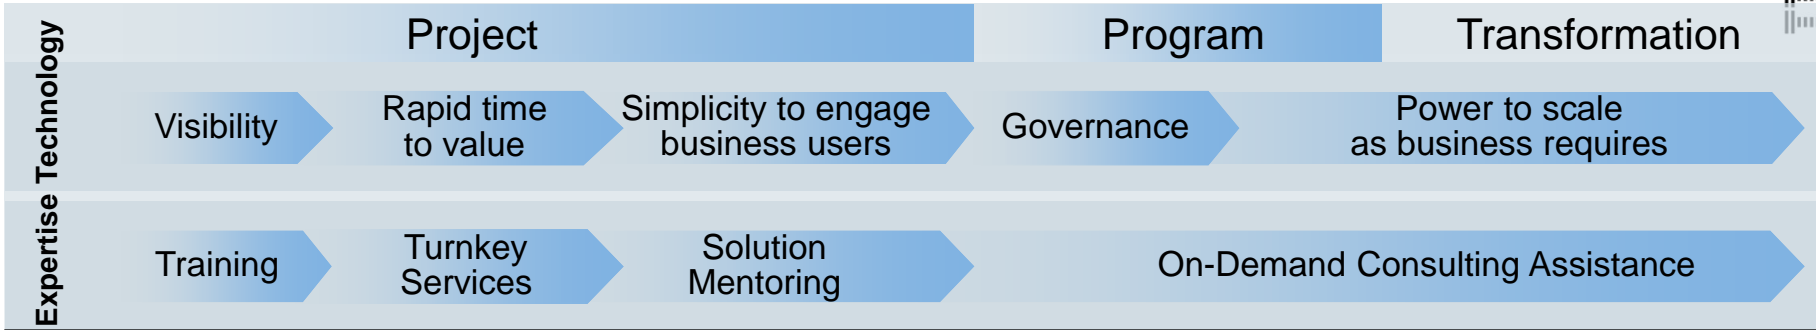 Project
Program
Transformation
Technology
Visibility
Rapid time
to value
Simplicity to engage
business users
Governance
Power to scale
as business requires
Expertise
Training
Turnkey
Services
Solution
Mentoring
On-Demand Consulting Assistance